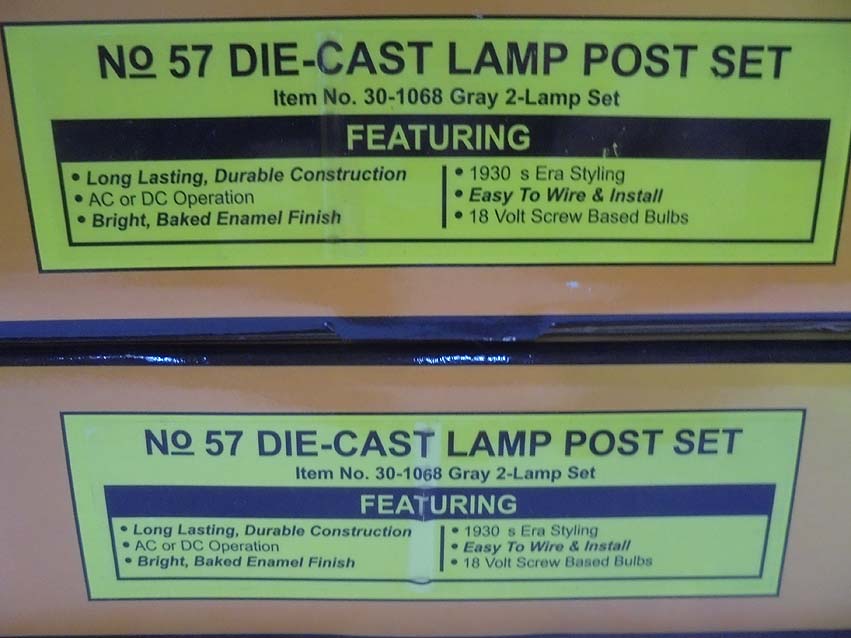 No 57 DIE-CAST LAMP POST SET
Item No. 30-1068 Gray 2-Lamp Set
FEATURING
• Long Lasting, Durable Construction
• AC or DC Operation
• Bright, Baked Enamel Finish
• 1930 s Era Styling
• Easy To Wire & Install
• 18 Volt Screw Based Bulbs
No 57 DIE-CAST LAMP POST SET
Item No. 30-1068 Gray 2-Lamp Set
FEATURING
• Long Lasting, Durable Construction
• AC or DC Operation
• Bright, Baked Enamel Finish
• 1930 s Era Styling
• Easy To Wire & Install
• 18 Volt Screw Based Bulbs